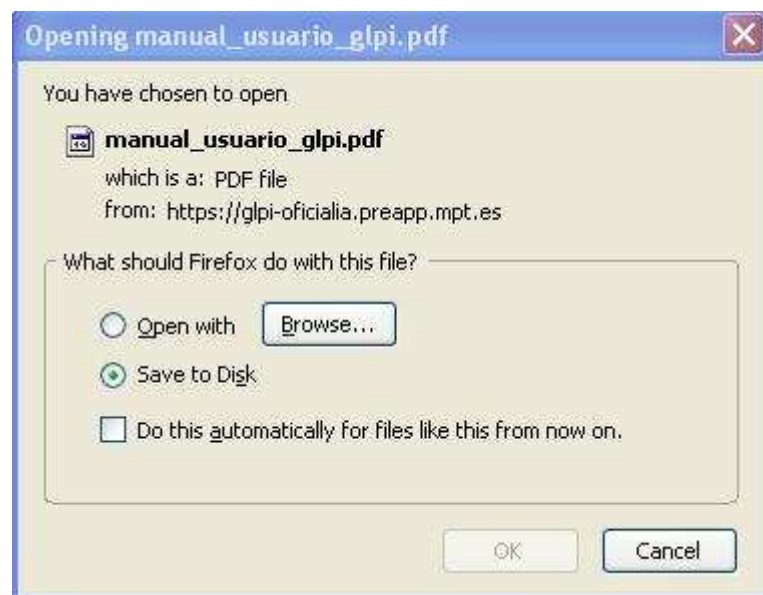 Opening manual_usuario_glpi.pdf
You have chosen to open
manual_usuario_glpi.pdf
which is a: PDF file
from: https://glpi-oficialia.preapp.mpt.es
What should Firefox do with this file?
Open with Browse...
Save to Disk
Do this automatically for files like this from now on.
OK Cancel